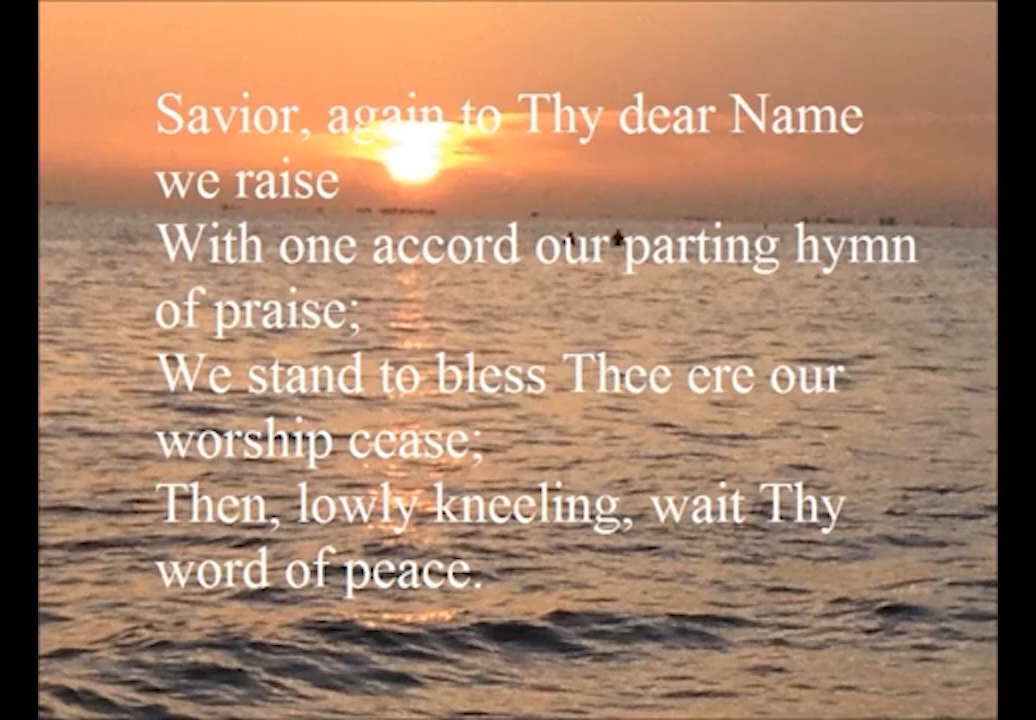 Savior, again to Thy dear Name
we raise
With one accord our parting hymn
of praise;
We stand to bless Thee ere our
worship cease;
Then, lowly kneeling, wait Thy
word of peace.